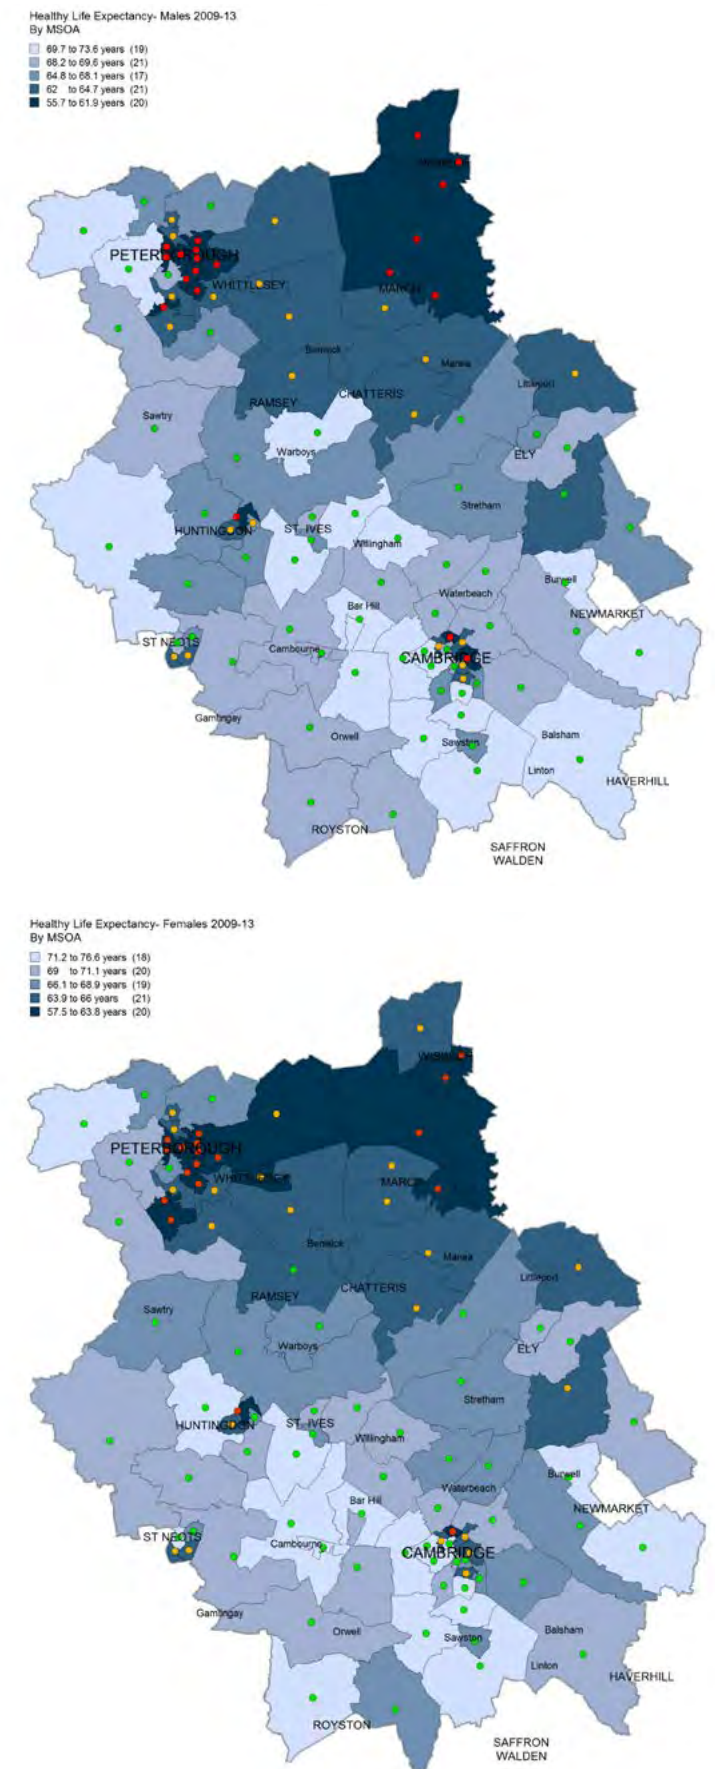 Healthy Life Expectancy- Males 2009-13
By MSOA
69.7 to 73.6 years (19)
68.2 to 69.6 years (21)
64.8 to 68.1 years (17)
62 to 64.7 years (21)
55.7 to 61.9 years (20)
PETERBOROUGH
WHITTLESEY
MARCH
Benwick
Manea
Littleport
RAMSEY
CHATTERIS
Sawtry
Warboys
ELY
Stretham
HUNTINGDON
ST. IVES
Willingham
Burwell
Waterbeach
Bar Hill
NEWMARKET
ST NEOTS
Cambourne
CAMBRIDGE
Gamlingay
Orwell
Sawston
Balsham
Linton
HAVERHILL
ROYSTON
SAFFRON
WALDEN
Healthy Life Expectancy- Females 2009-13
By MSOA
71.2 to 76.6 years (18)
69 to 71.1 years (20)
66.1 to 68.9 years (19)
63.9 to 66 years (21)
57.5 to 63.8 years (20)
WISBECH
PETERBOROUGH
WHITTLESEY
MARCH
Benwick
Manea
Littleport
RAMSEY
CHATTERIS
Sawtry
Warboys
ELY
Stretham
HUNTINGDON
ST. IVES
Willingham
Burwell
Waterbeach
Bar Hill
NEWMARKET
ST NEOTS
Cambourne
CAMBRIDGE
Gamlingay
Orwell
Sawston
Balsham
Linton
HAVERHILL
ROYSTON
SAFFRON
WALDEN